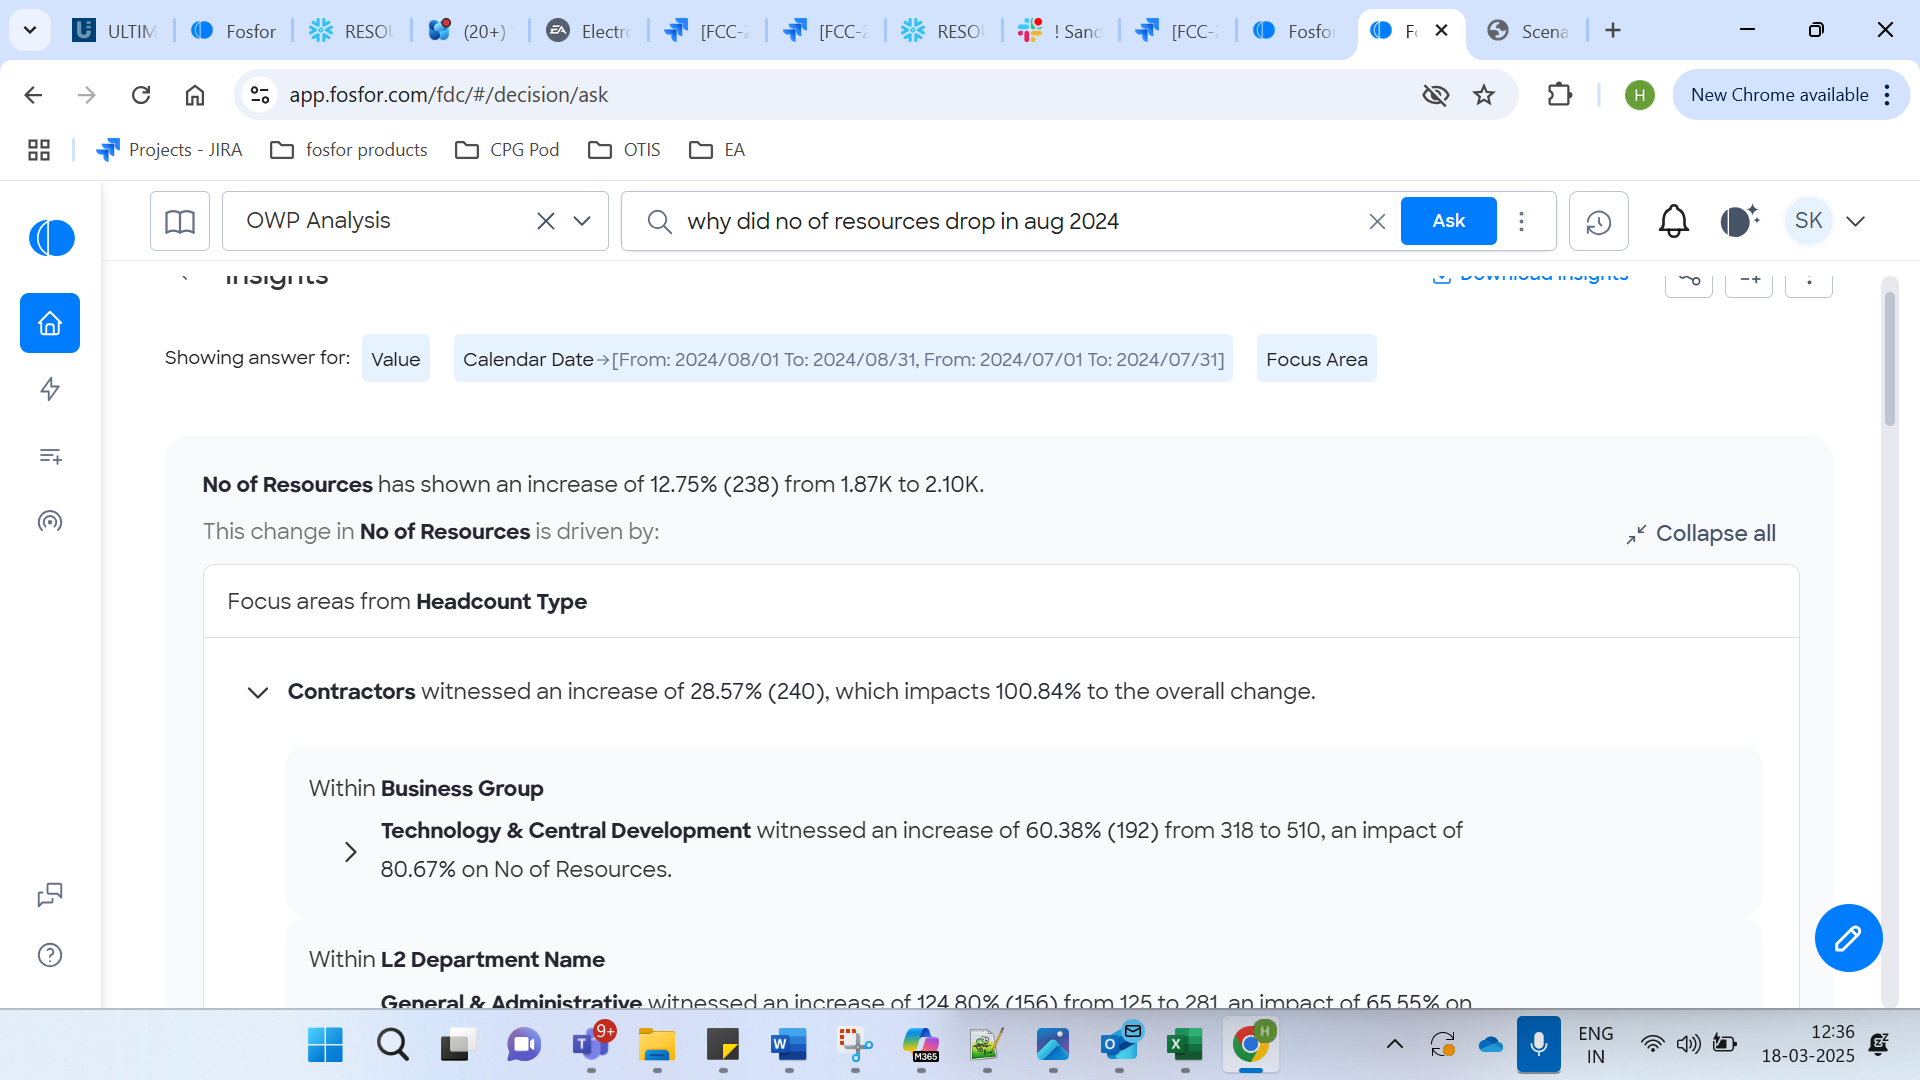 ULTIM
Fosfor
RESOU
(20+)
Electro
[FCC-2
[FCC-2
RESOU
! Sand
[FCC-2
Fosfor
Fo
Scena
app.fosfor.com/fdc/#/decision/ask
H
New Chrome available
Projects - JIRA
fosfor products
CPG Pod
OTIS
EA
OWP Analysis
why did no of resources drop in aug 2024
Ask
SK
Insights
Download Insights
Showing answer for:
Value
Calendar Date→[From: 2024/08/01 To: 2024/08/31, From: 2024/07/01 To: 2024/07/31]
Focus Area
No of Resources has shown an increase of 12.75% (238) from 1.87K to 2.10K.
This change in No of Resources is driven by:
Collapse all
Focus areas from Headcount Type
Contractors witnessed an increase of 28.57% (240), which impacts 100.84% to the overall change.
Within Business Group
Technology & Central Development witnessed an increase of 60.38% (192) from 318 to 510, an impact of
80.67% on No of Resources.
Within L2 Department Name
General & Administrative witnessed an increase of 124.80% (156) from 125 to 281, an impact of 65.55% on
9+
M365
H
ENG
IN
12:36
18-03-2025